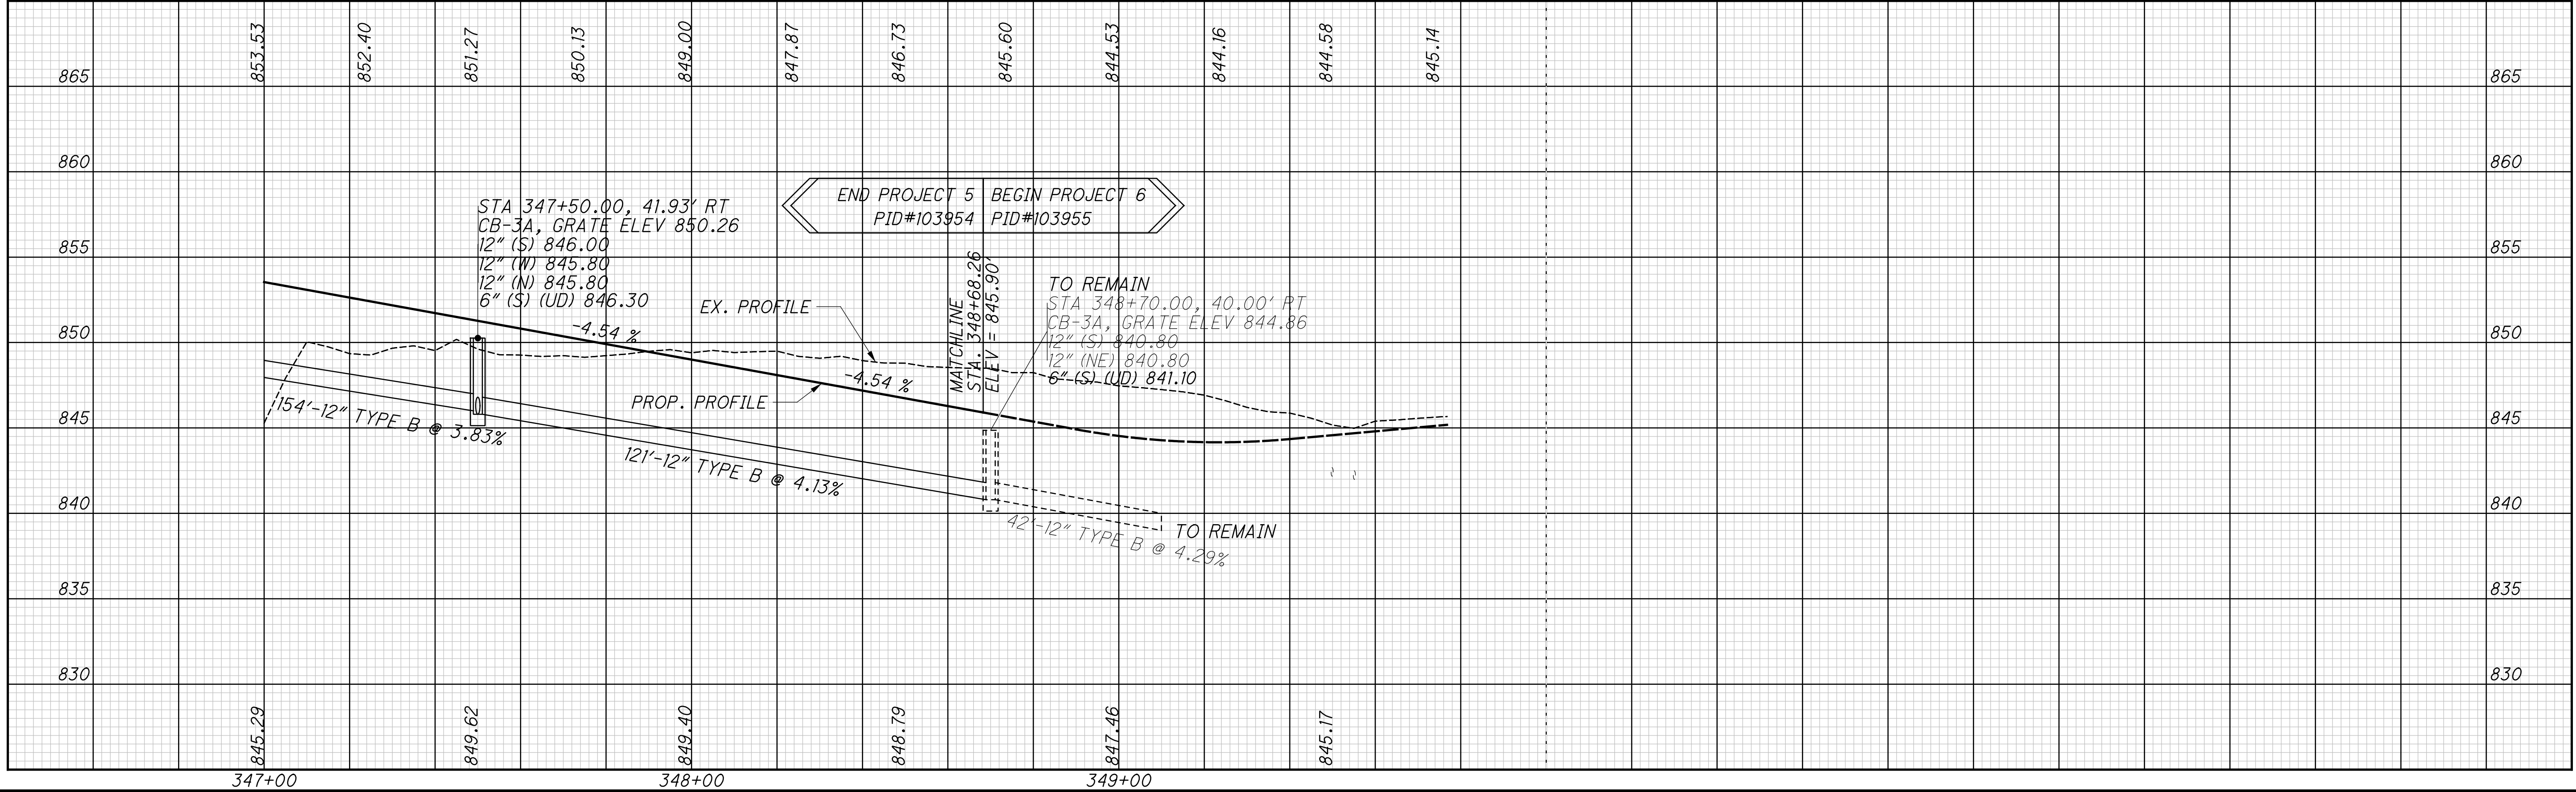 853.53
852.40
851.27
850.13
849.00
847.87
846.73
845.60
844.53
844.16
844.58
845.14
865
865
860
860
END PROJECT 5
PID#103954
BEGIN PROJECT 6
PID#103955
STA 347+50.00, 41.93' RT
CB-3A, GRATE ELEV 850.26
12" (S) 846.00
12" (W) 845.80
12" (N) 845.80
6" (S) (UD) 846.30
855
855
MATCHLINE
STA. 348+68.26
ELEV = 845.90'
TO REMAIN
STA 348+70.00, 40.00' RT
CB-3A, GRATE ELEV 844.86
12" (S) 840.80
12" (NE) 840.80
6" (S) (UD) 841.10
EX. PROFILE
850
850
-4.54 %
-4.54 %
PROP. PROFILE
845
845
154'-12" TYPE B @ 3.83%
121'-12" TYPE B @ 4.13%
840
840
42'-12" TYPE B @ 4.29%
TO REMAIN
835
835
830
830
845.29
849.62
849.40
848.79
847.46
845.17
347+00
348+00
349+00